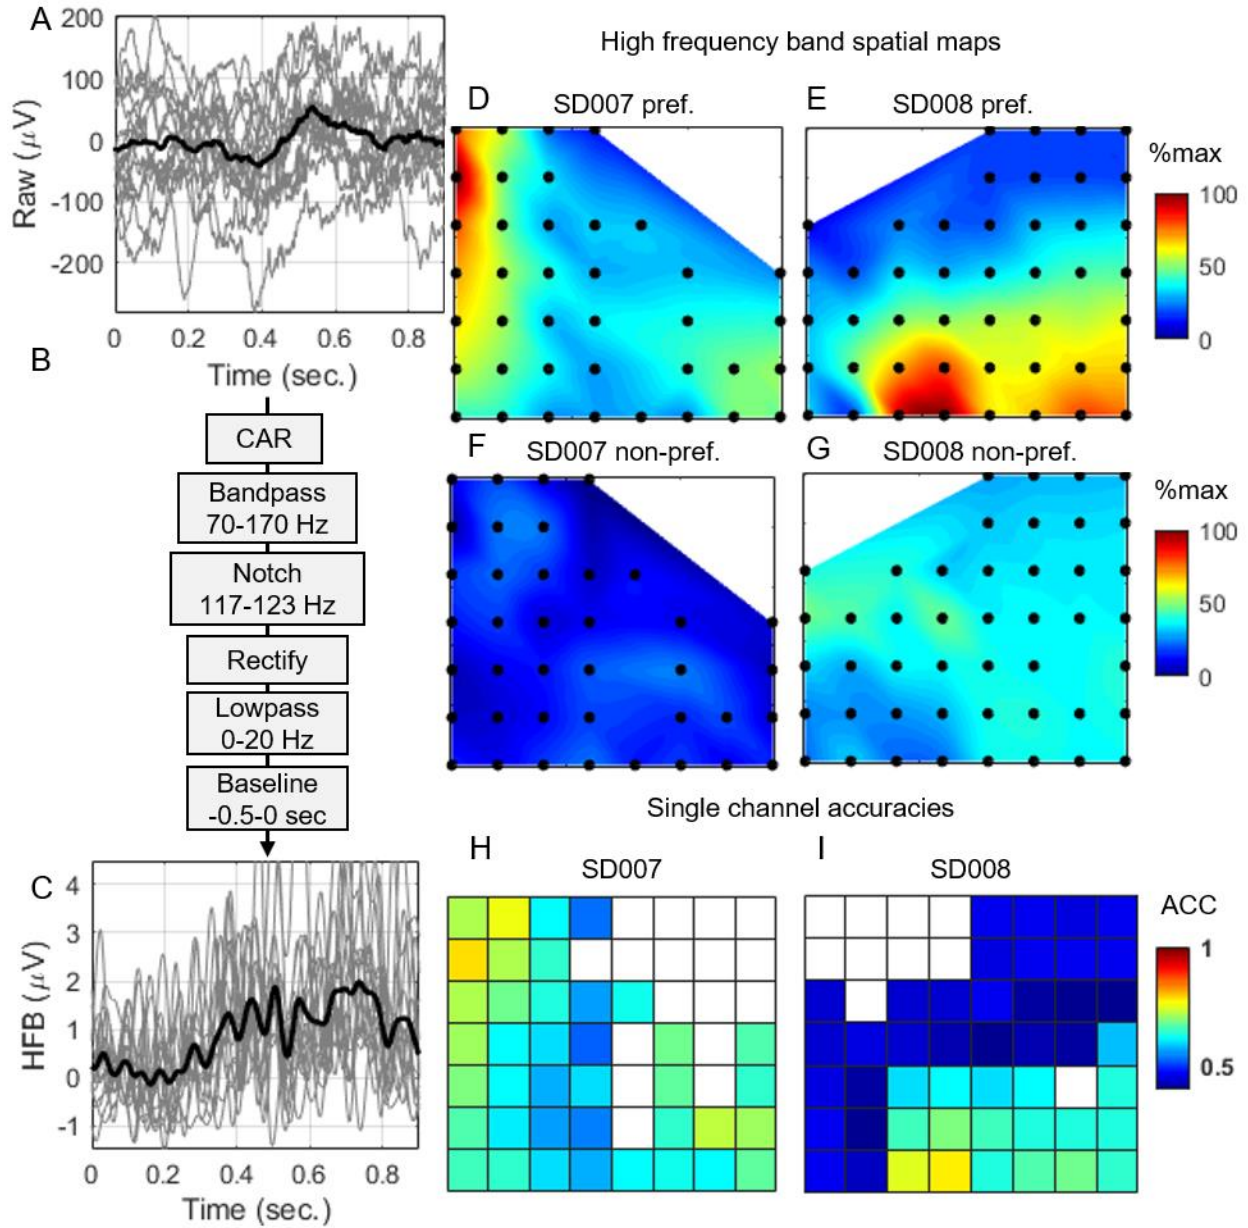 A
200
100
0
-100
-200
Raw (μV)
0 0.2 0.4 0.6 0.8
Time (sec.)
B
CAR
Bandpass
70-170 Hz
Notch
117-123 Hz
Rectify
Lowpass
0-20 Hz
Baseline
-0.5-0 sec
C
4
3
2
1
0
-1
HFB (μV)
0 0.2 0.4 0.6 0.8
Time (sec.)
High frequency band spatial maps
D SD007 pref.
E SD008 pref.
%max
100
50
0
F SD007 non-pref.
G SD008 non-pref.
%max
100
50
0
Single channel accuracies
H SD007
I SD008
ACC
1
0.5